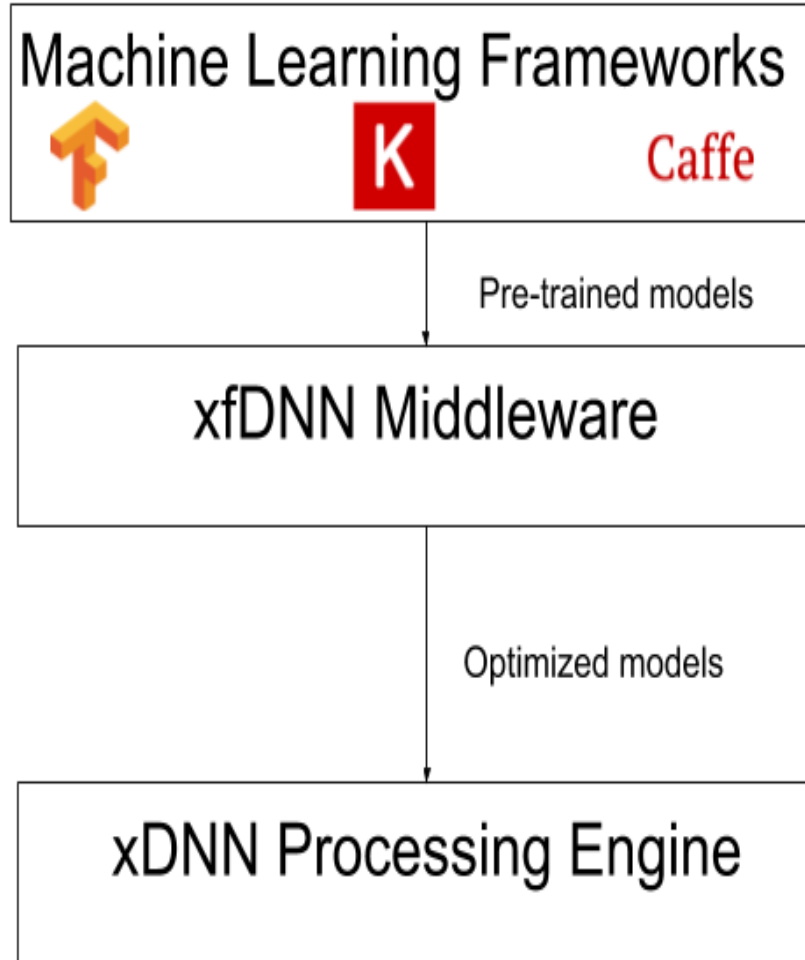 Machine Learning Frameworks
K
Caffe
Pre-trained models
xfDNN Middleware
Optimized models
xDNN Processing Engine